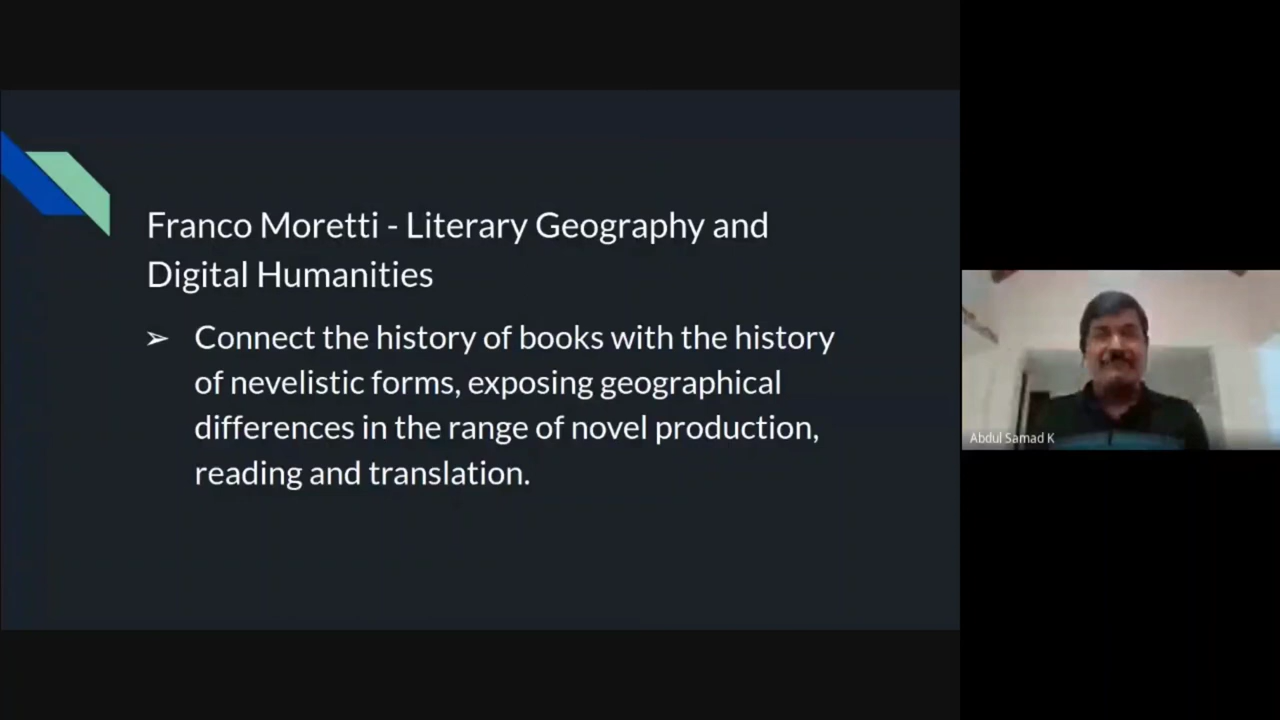 Franco Moretti - Literary Geography and
Digital Humanities
➢ Connect the history of books with the history
of nevelistic forms, exposing geographical
differences in the range of novel production,
reading and translation.
Abdul Samad K